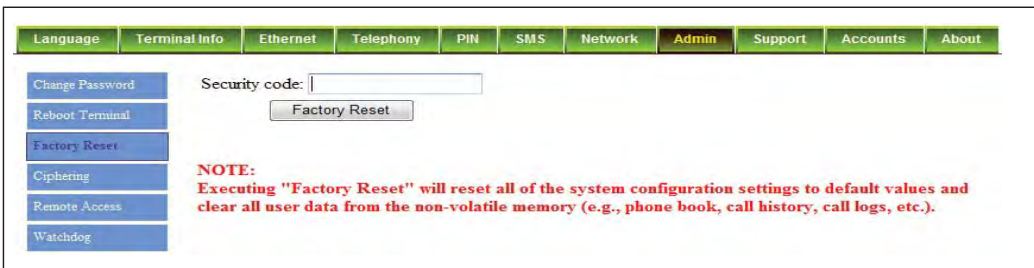 Language Terminal Info Ethernet Telephony PIN SMS Network Admin Support Accounts About
Change Password
Reboot Terminal
Factory Reset
Ciphering
Remote Access
Watchdog
Security code:
Factory Reset
NOTE:
Executing "Factory Reset" will reset all of the system configuration settings to default values and
clear all user data from the non-volatile memory (e.g., phone book, call history, call logs, etc.).